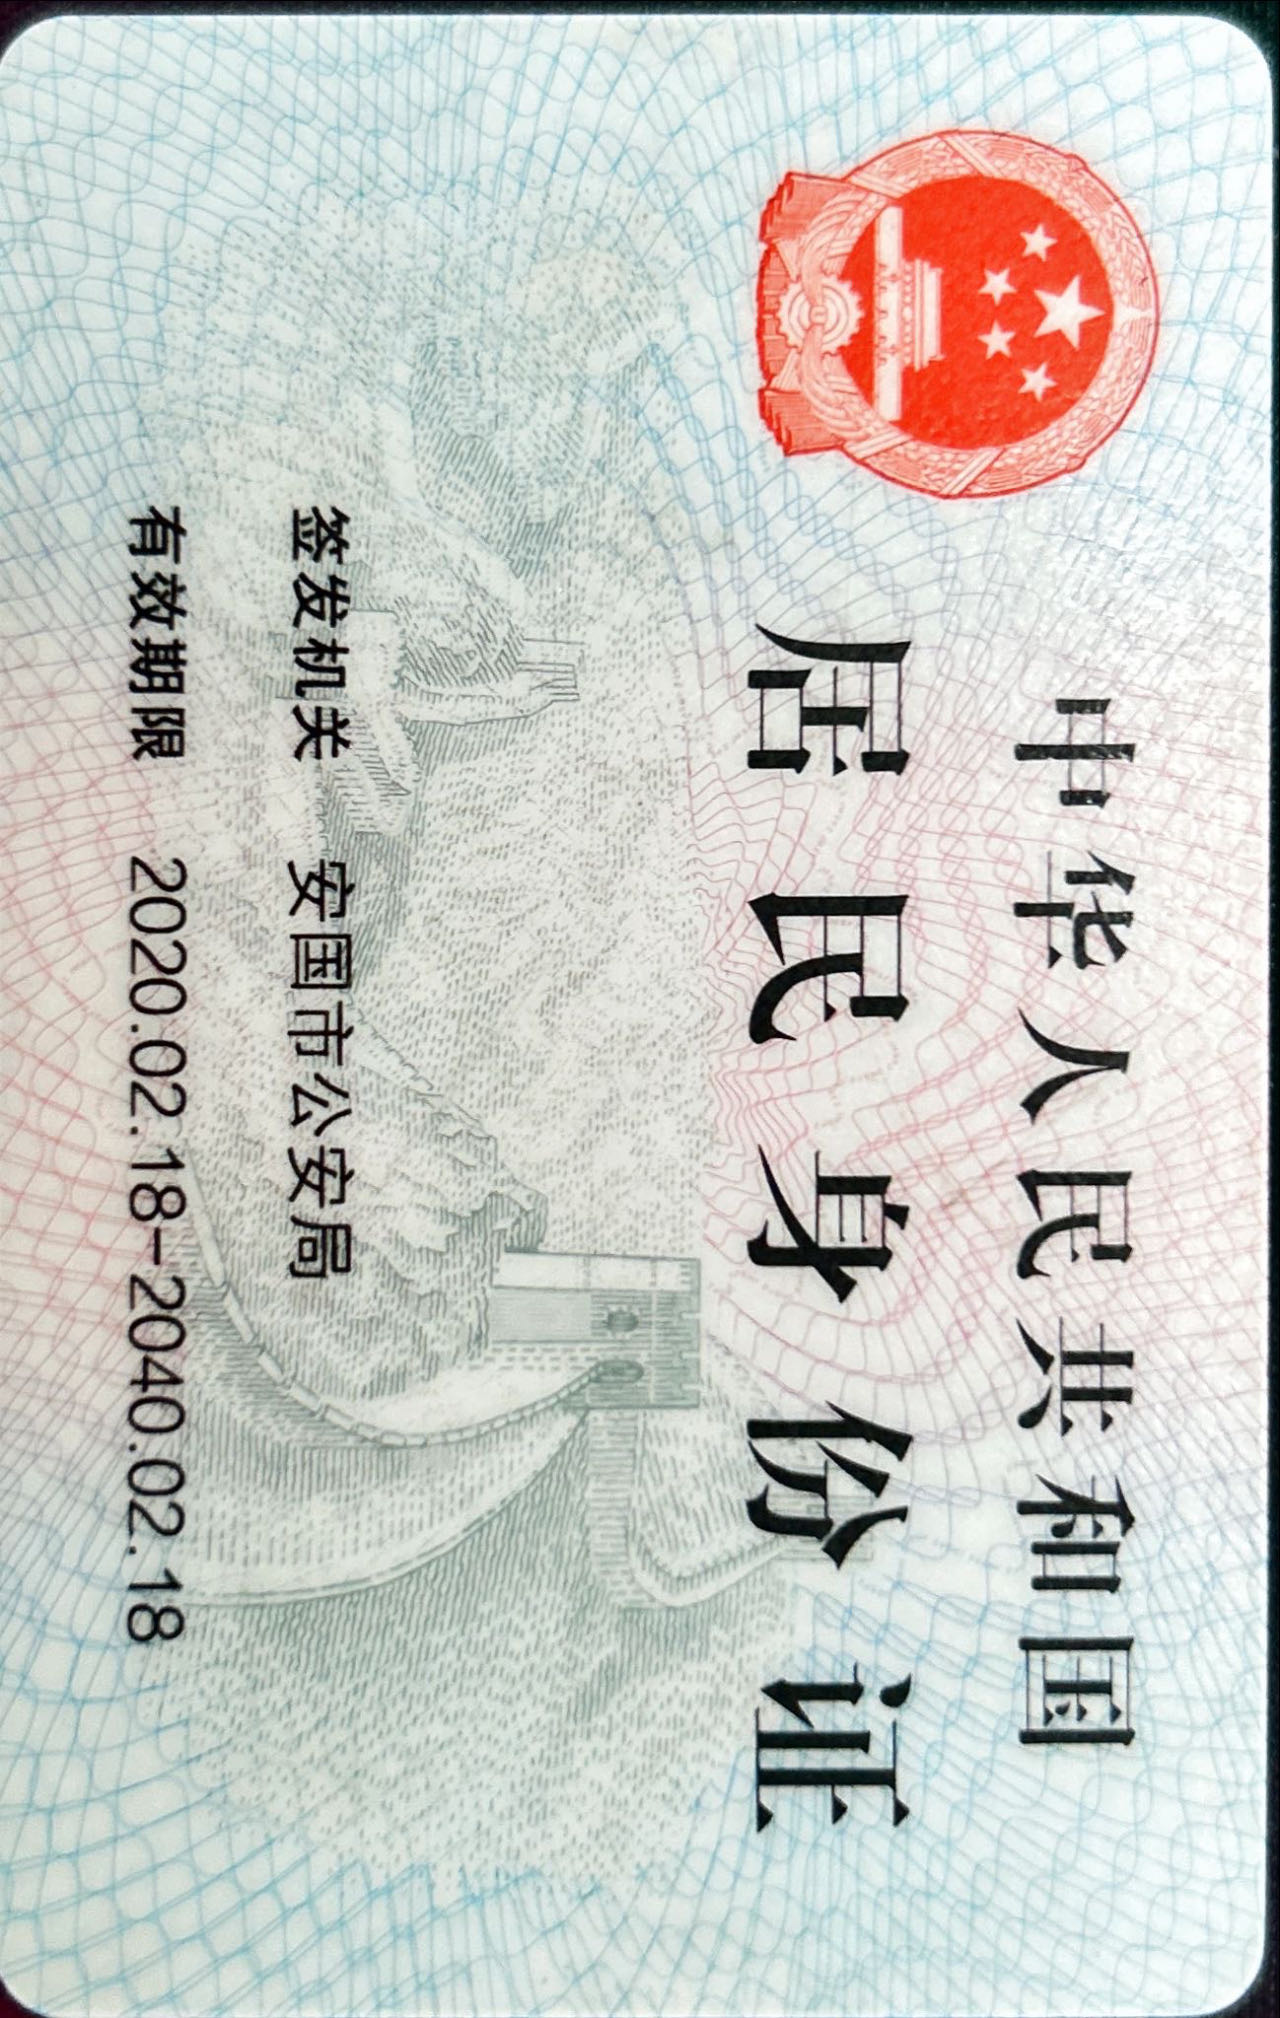 中华人民共和国
居民身份证
签发机关 安国市公安局
有效期限 2020.02.18-2040.02.18